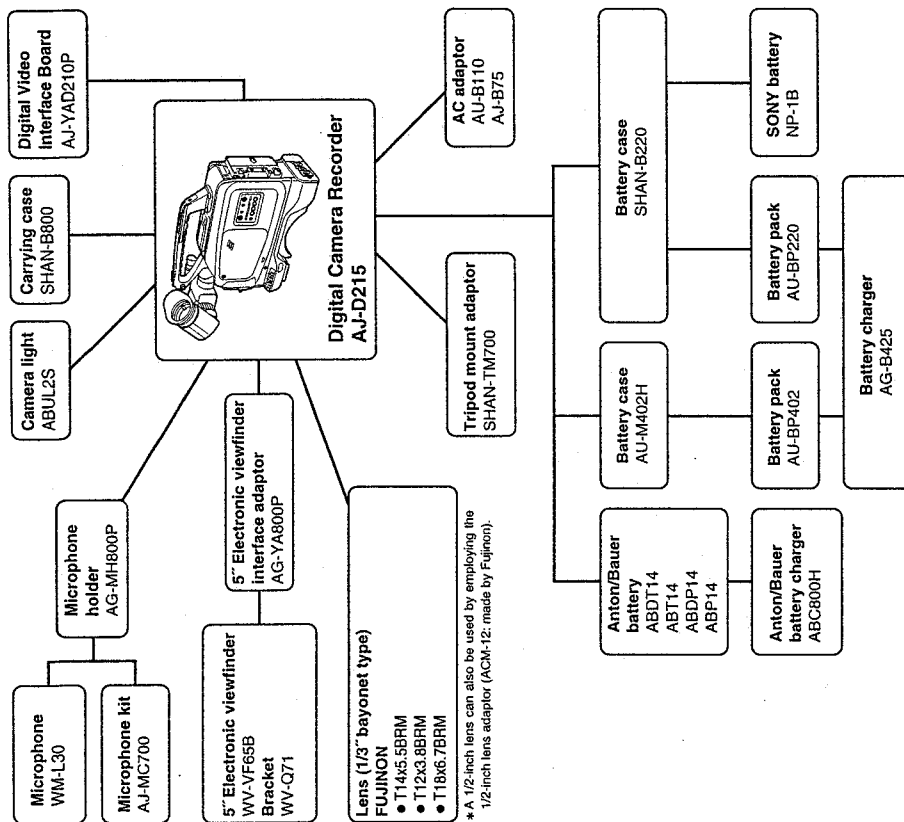 Digital Video
Interface Board
AJ-YAD210P
Carrying case
SHAN-B800
Camera light
ABUL2S
Microphone
holder
AG-MH800P
Microphone
WM-L30
Microphone kit
AJ-MC700
Digital Camera Recorder
AJ-D215
5″ Electronic viewfinder
interface adaptor
AG-YA800P
5″ Electronic viewfinder
WV-VF65B
Bracket
WV-Q71
Lens (1/3″ bayonet type)
FUJINON
● T14x5.5BRM
● T12x3.8BRM
● T18x6.7BRM
* A 1/2-inch lens can also be used by employing the
1/2-inch lens adaptor (ACM-12: made by Fujinon).
AC adaptor
AU-B110
AJ-B75
Tripod mount adaptor
SHAN-TM700
Battery case
SHAN-B220
Battery case
AU-M402H
Anton/Bauer
battery
ABDT14
ABT14
ABDP14
ABP14
SONY battery
NP-1B
Battery pack
AU-BP220
Battery pack
AU-BP402
Anton/Bauer
battery charger
ABC800H
Battery charger
AG-B425